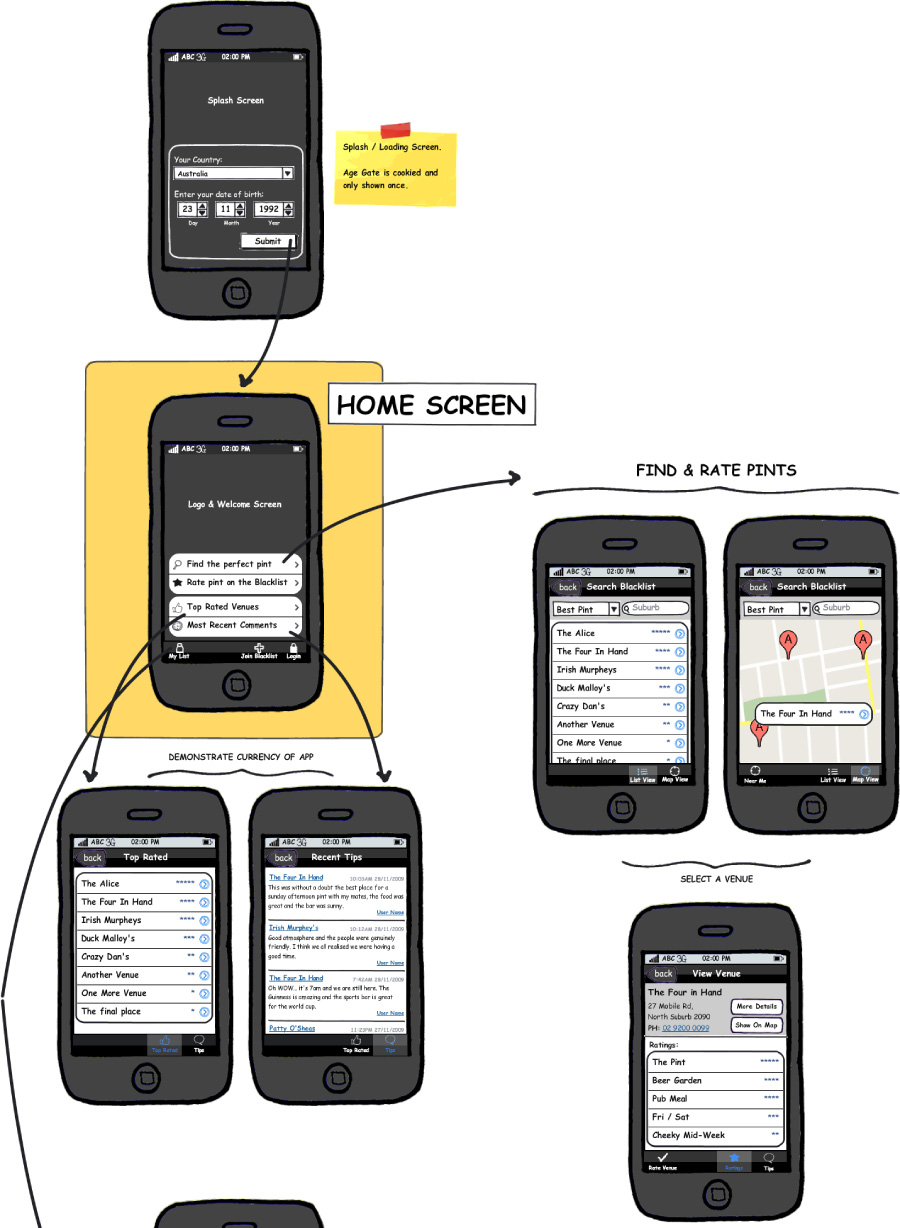 ABC 3G 02:00 PM
Splash Screen
Your Country:
Australia
Enter your date of birth:
23 11 1992
Day Month Year
Submit
Splash / Loading Screen.
Age Gate is cookied and
only shown once.
HOME SCREEN
ABC 3G 02:00 PM
Logo & Welcome Screen
Find the perfect pint
Rate pint on the Blacklist
Top Rated Venues
Most Recent Comments
My List Join Blacklist Login
FIND & RATE PINTS
ABC 3G 02:00 PM
back Search Blacklist
Best Pint Suburb
The Alice *****
The Four In Hand ****
Irish Murpheys ****
Duck Malloy's ***
Crazy Dan's **
Another Venue **
One More Venue *
The final place *
List View Map View
ABC 3G 02:00 PM
back Search Blacklist
Best Pint Suburb
A A
The Four In Hand ****
A
Near Me List View Map View
DEMONSTRATE CURRENCY OF APP
ABC 3G 02:00 PM
back Top Rated
The Alice *****
The Four In Hand ****
Irish Murpheys ****
Duck Malloy's ***
Crazy Dan's **
Another Venue **
One More Venue *
The final place *
Top Rated Tips
ABC 3G 02:00 PM
back Recent Tips
The Four In Hand 10:03AM 28/11/2009
This was without a doubt the best place for a
sunday afternoon pint with my mates, the food was
great and the bar was sunny.
User Name
Irish Murphey's 10:12AM 28/11/2009
Good atmosphere and the people were genuinely
friendly. I think we all realised we were having a
good time.
User Name
The Four In Hand 7:42AM 28/11/2009
Oh WOW... it's 7am and we are still here. The
Guinness is amazing and the sports bar is great
for the world cup.
User Name
Patty O'Sheas 11:23PM 27/11/2009
Top Rated Tips
SELECT A VENUE
ABC 3G 02:00 PM
back View Venue
The Four in Hand
27 Mobile Rd,
North Suburb 2090
PH: 02 9200 0099
More Details
Show On Map
Ratings:
The Pint *****
Beer Garden ****
Pub Meal ****
Fri / Sat ***
Cheeky Mid-Week **
Rate Venue Ratings Tips